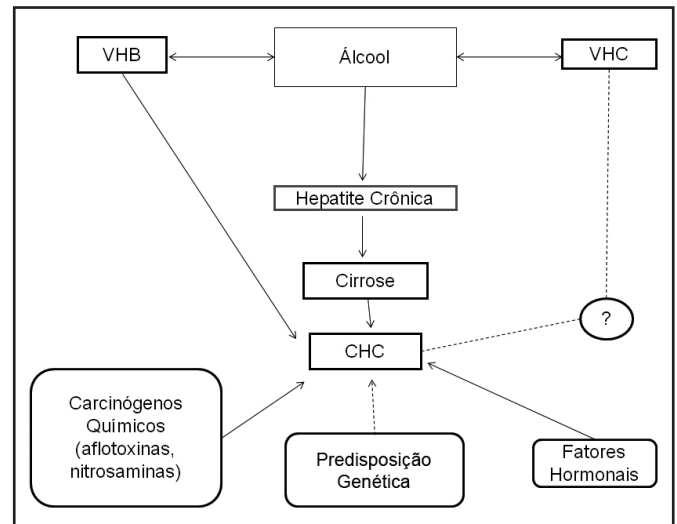 VHB
Álcool
VHC
Hepatite Crônica
Cirrose
?
CHC
Carcinógenos
Químicos
(aflotoxinas,
nitrosaminas)
Predisposição
Genética
Fatores
Hormonais